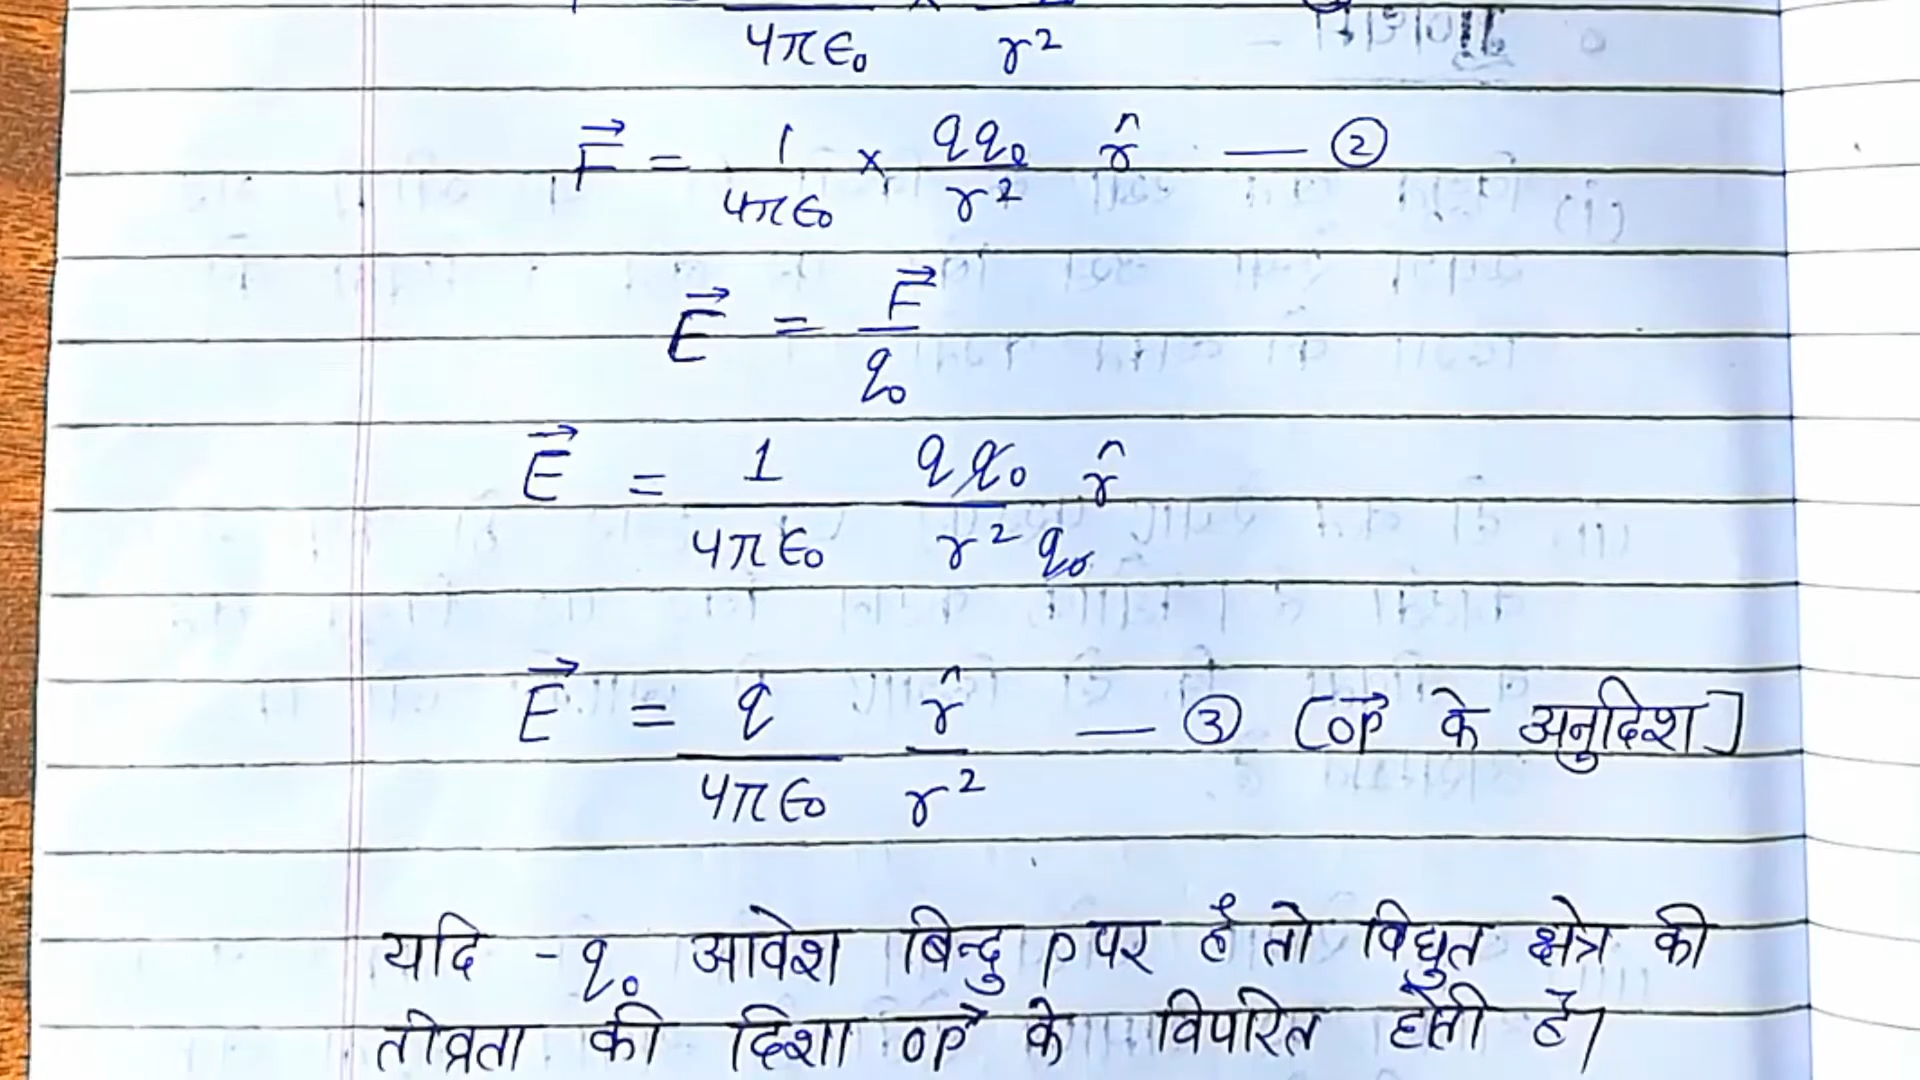 4πϵ₀ r²
F⃗ = 1/4πϵ₀ × qq₀/r² r̂ — ②
E⃗ = F⃗/q₀
E⃗ = 1/4πϵ₀ qq₀/r²q₀ r̂
E⃗ = q/4πϵ₀ r̂/r² — ③ [OP⃗ के अनुदिश]
यदि -q₀ आवेश बिन्दु P पर है तो विधुत क्षेत्र की
तीव्रता की दिशा OP⃗ के विपरित होती है।